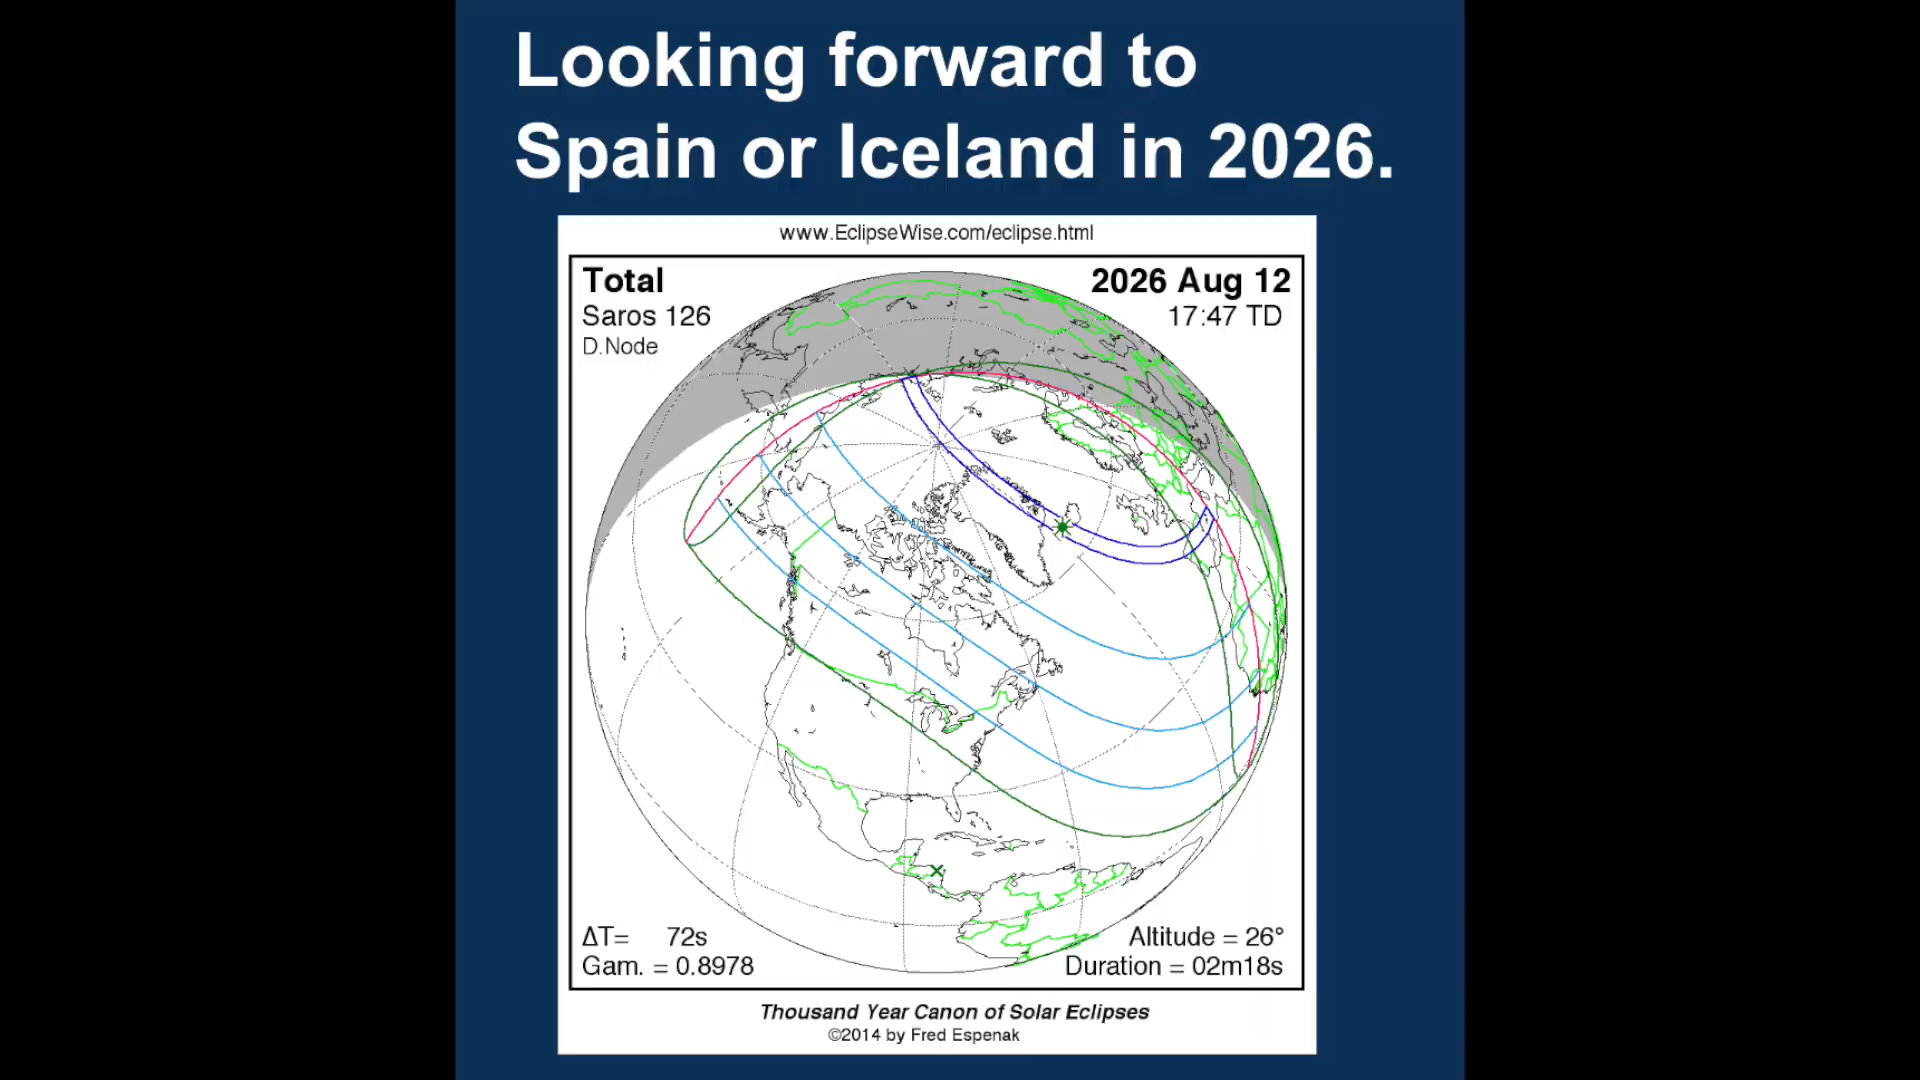 Looking forward to
Spain or Iceland in 2026.
www.EclipseWise.com/eclipse.html
Total
2026 Aug 12
Saros 126
17:47 TD
D.Node
ΔT= 72s
Altitude = 26°
Gam. = 0.8978
Duration = 02m18s
Thousand Year Canon of Solar Eclipses
©2014 by Fred Espenak